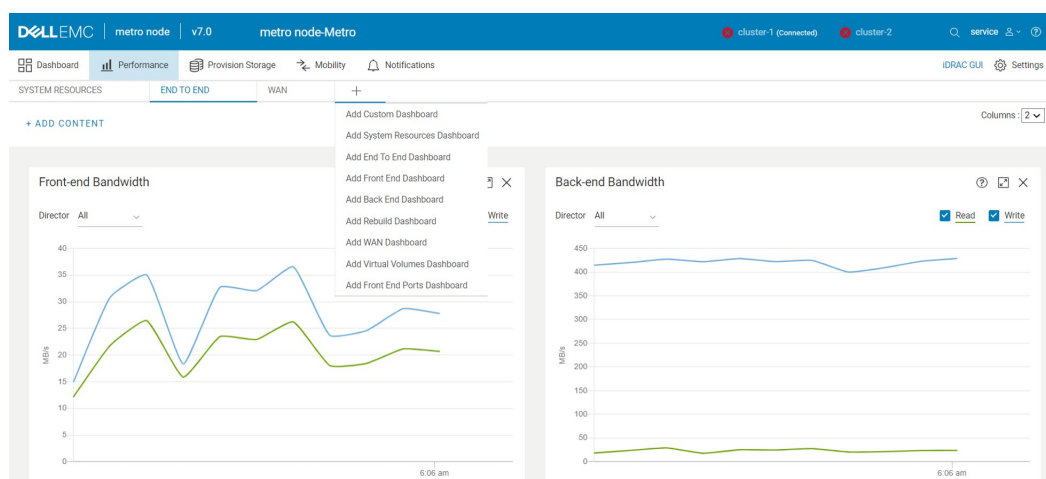 DELLEMC metro node v7.0 metro node-Metro cluster-1 (Connected) cluster-2 service
Dashboard Performance Provision Storage Mobility Notifications iDRAC GUI Settings
SYSTEM RESOURCES END TO END WAN +
+ ADD CONTENT
Columns : 2
Add Custom Dashboard
Add System Resources Dashboard
Add End To End Dashboard
Add Front End Dashboard
Add Back End Dashboard
Add Rebuild Dashboard
Add WAN Dashboard
Add Virtual Volumes Dashboard
Add Front End Ports Dashboard
Front-end Bandwidth
Director All Write
40
35
30
25
20
15
10
5
0
MB/s
6:06 am
Back-end Bandwidth
Director All Read Write
450
400
350
300
250
200
150
100
50
0
MB/s
6:06 am